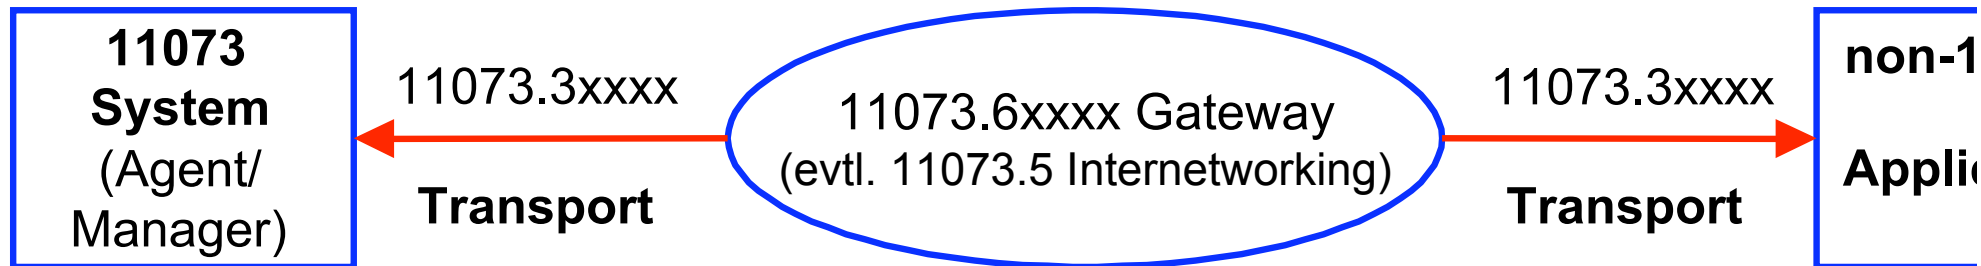 11073
System
(Agent/
Manager)
11073.3xxxx
Transport
11073.6xxxx Gateway
(evtl. 11073.5 Internetworking)
11073.3xxxx
Transport